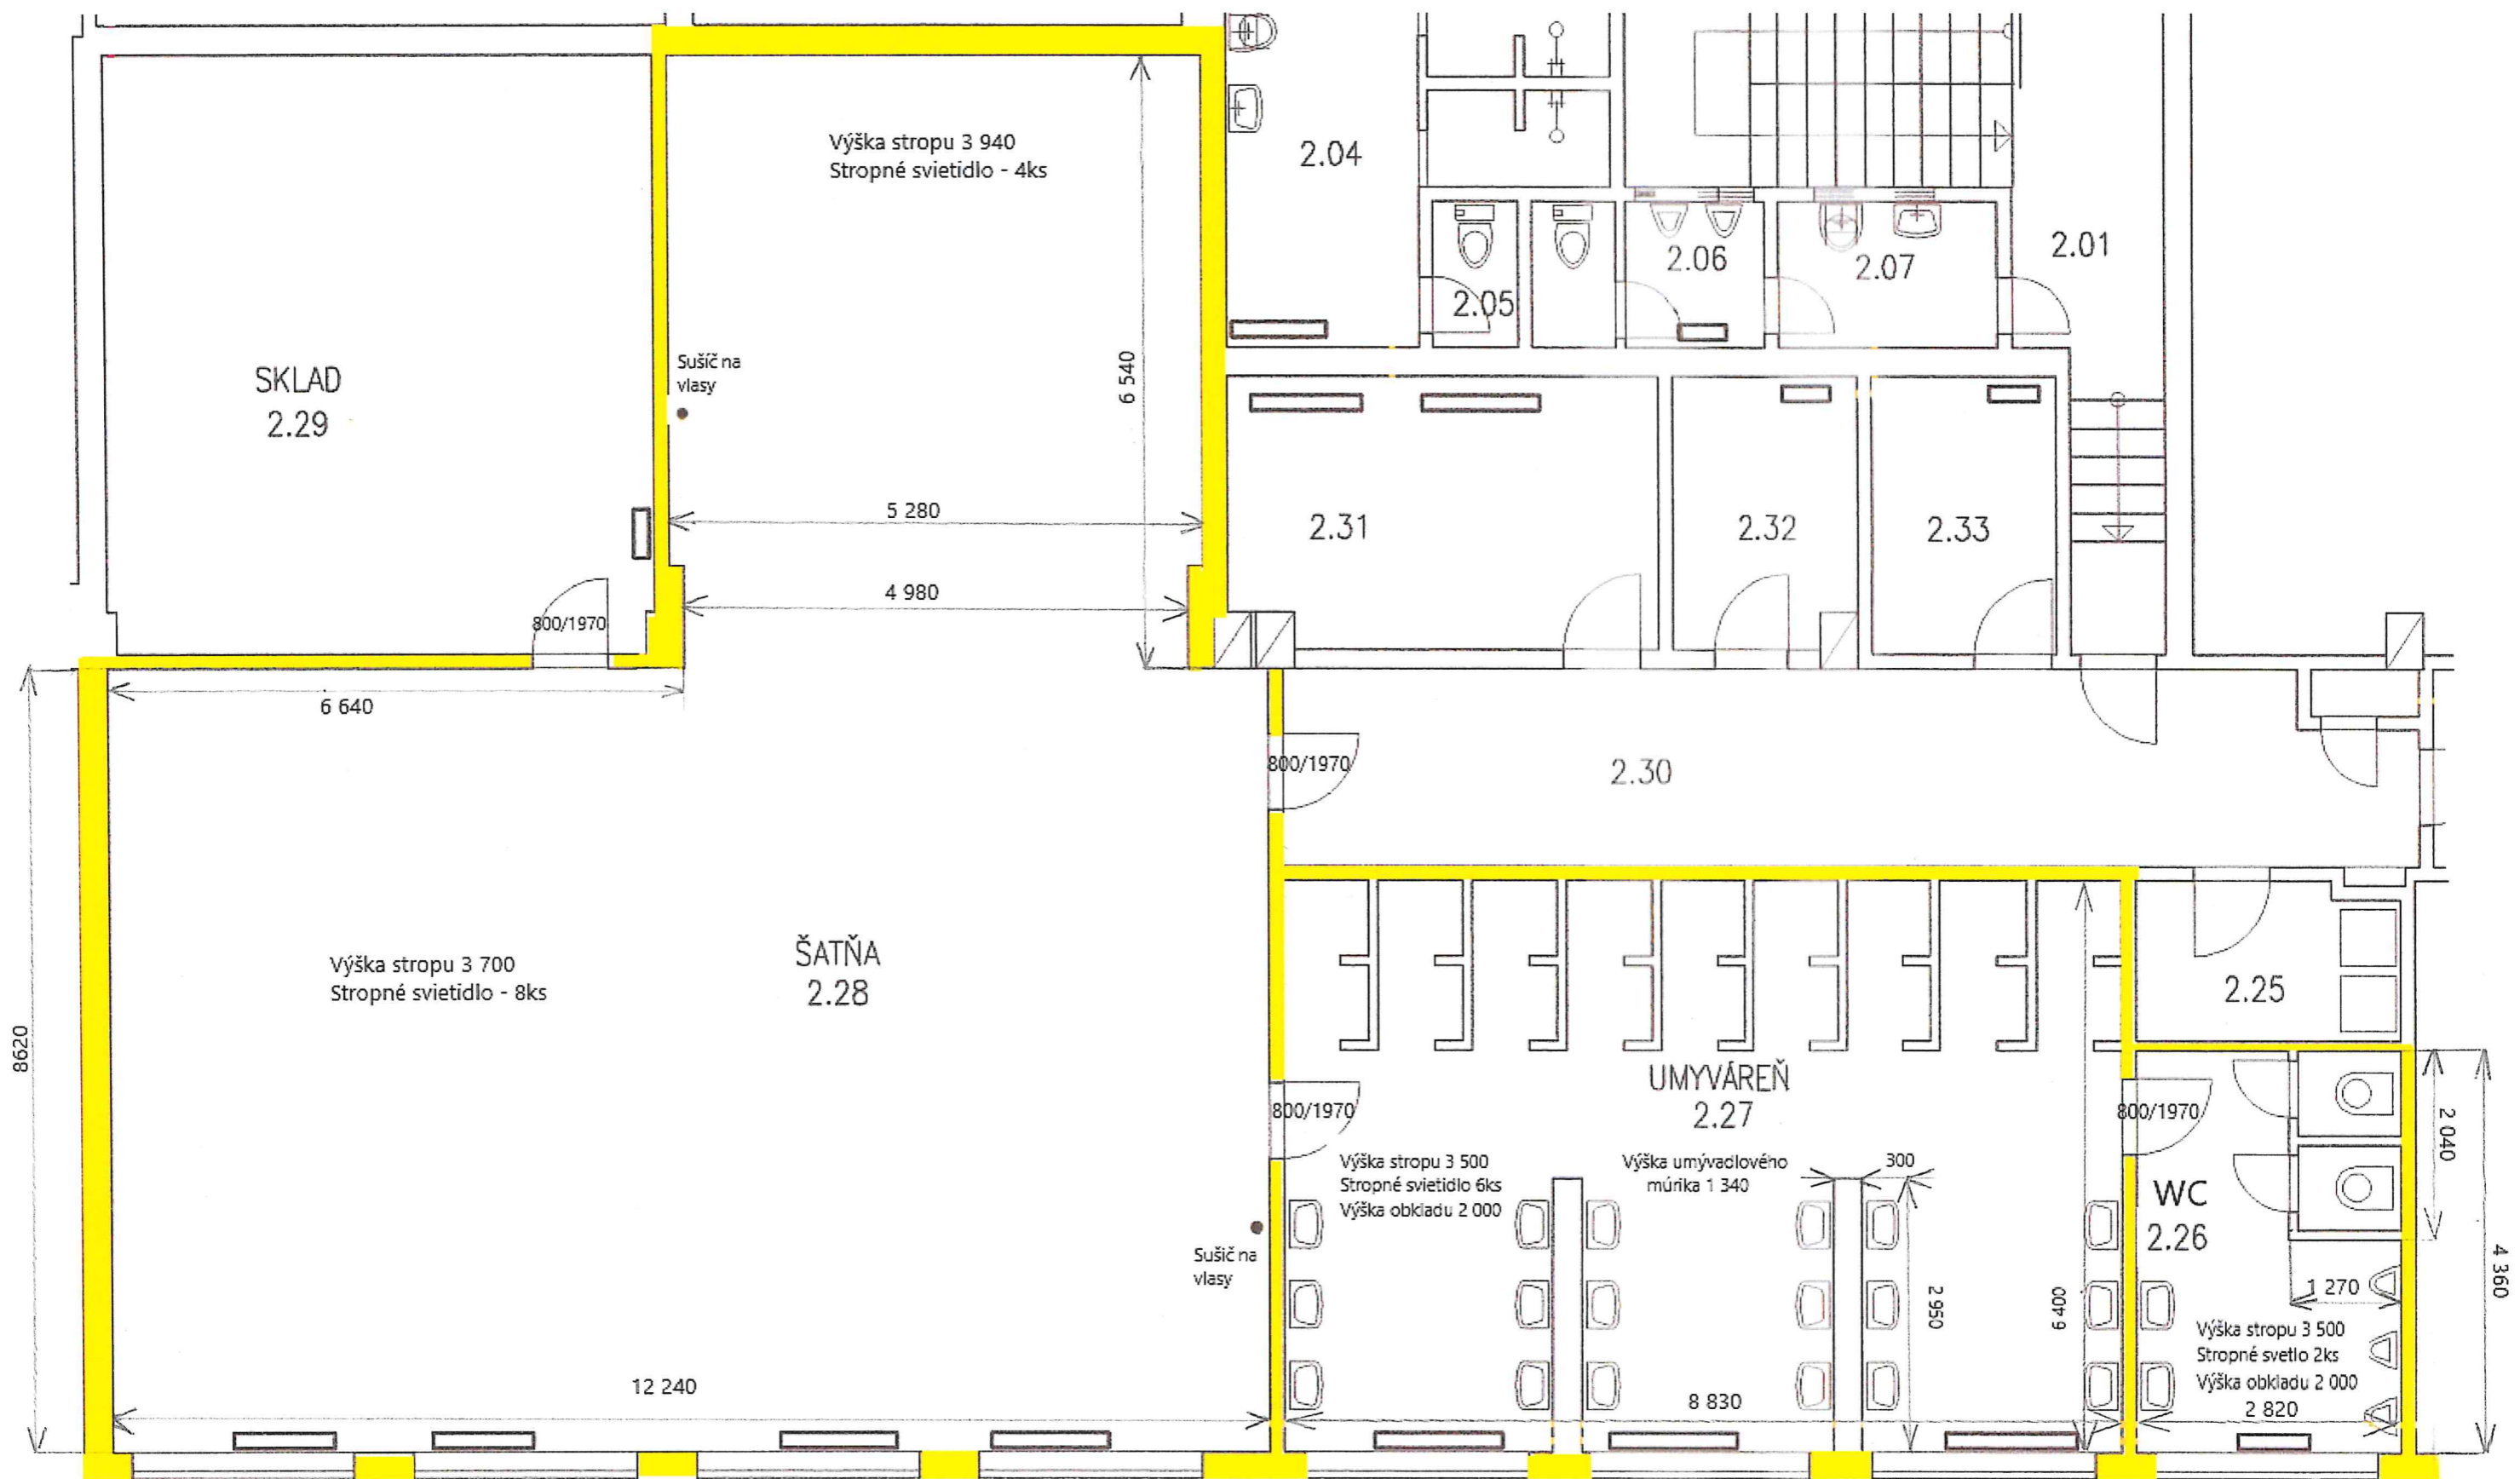 Výška stropu 3 940
Stropné svietidlo - 4ks
2.04
2.05
2.06
2.07
2.01
SKLAD
2.29
Sušíč na
vlasy
6 540
5 280
4 980
2.31
2.32
2.33
800/1970
6 640
800/1970
2.30
8620
Výška stropu 3 700
Stropné svietidlo - 8ks
ŠATŇA
2.28
2.25
UMYVÁREŇ
2.27
800/1970
800/1970
Výška stropu 3 500
Stropné svietidlo 6ks
Výška obkladu 2 000
Výška umývadlového
múrika 1 340
300
WC
2.26
2 040
4 360
Sušič na
vlasy
2 950
6400
1 270
Výška stropu 3 500
Stropné svetlo 2ks
Výška obkladu 2 000
12 240
8 830
2 820